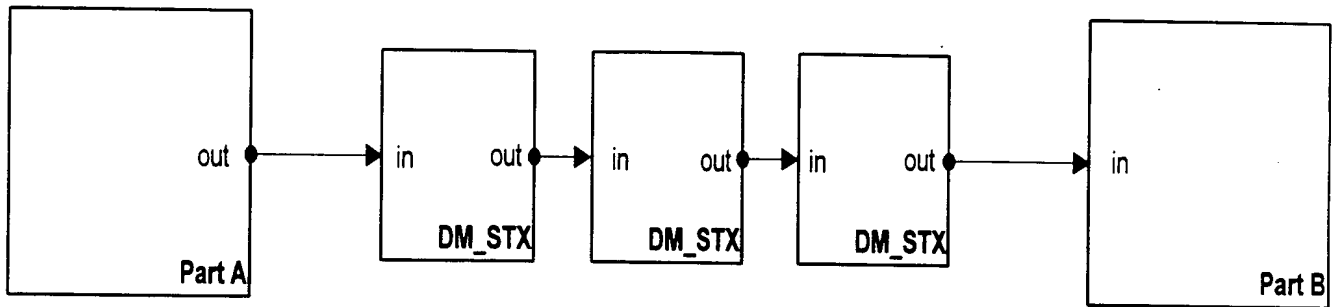 out
in
out
in
out
in
out
in
DM_STX
DM_STX
DM_STX
Part A
Part B